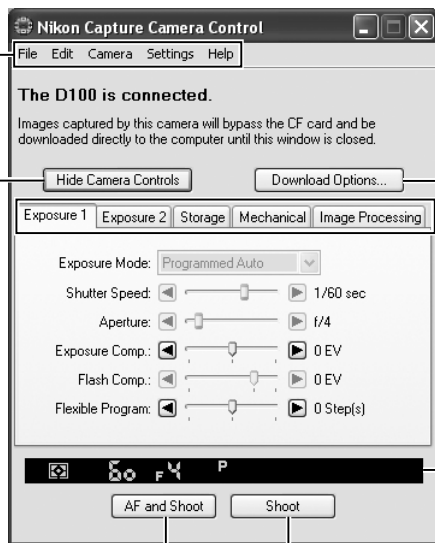 Nikon Capture Camera Control
File Edit Camera Settings Help
The D100 is connected.
Images captured by this camera will bypass the CF card and be
downloaded directly to the computer until this window is closed.
Hide Camera Controls Download Options...
Exposure 1 Exposure 2 Storage Mechanical Image Processing
Exposure Mode: Programmed Auto
Shutter Speed: 1/60 sec
Aperture: f/4
Exposure Comp.: 0 EV
Flash Comp.: 0 EV
Flexible Program: 0 Step(s)
60 F4 P
AF and Shoot Shoot